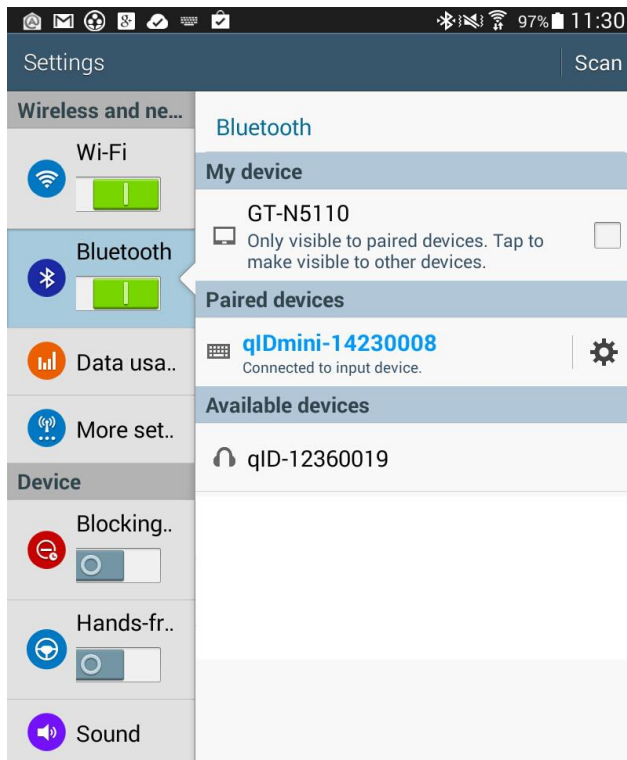 97% 11:30
Settings
Scan
Wireless and ne...
Wi-Fi
Bluetooth
Data usa..
More set..
Device
Blocking..
Hands-fr..
Sound
Bluetooth
My device
GT-N5110
Only visible to paired devices. Tap to
make visible to other devices.
Paired devices
qIDmini-14230008
Connected to input device.
Available devices
qID-12360019